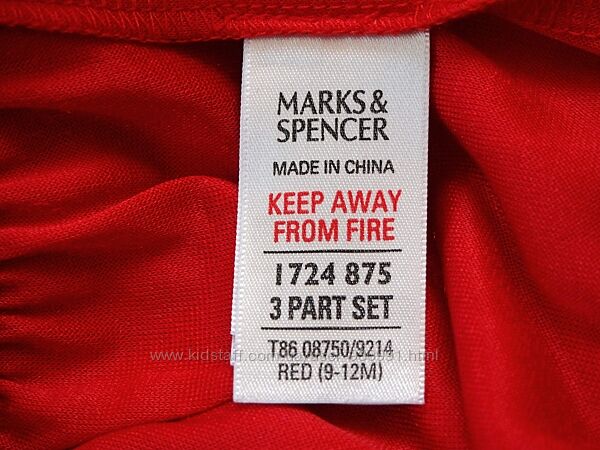 MARKS &
SPENCER
MADE IN CHINA
KEEP AWAY
FROM FIRE
1724 875
3 PART SET
T86 08750/9214
RED (9-12M)